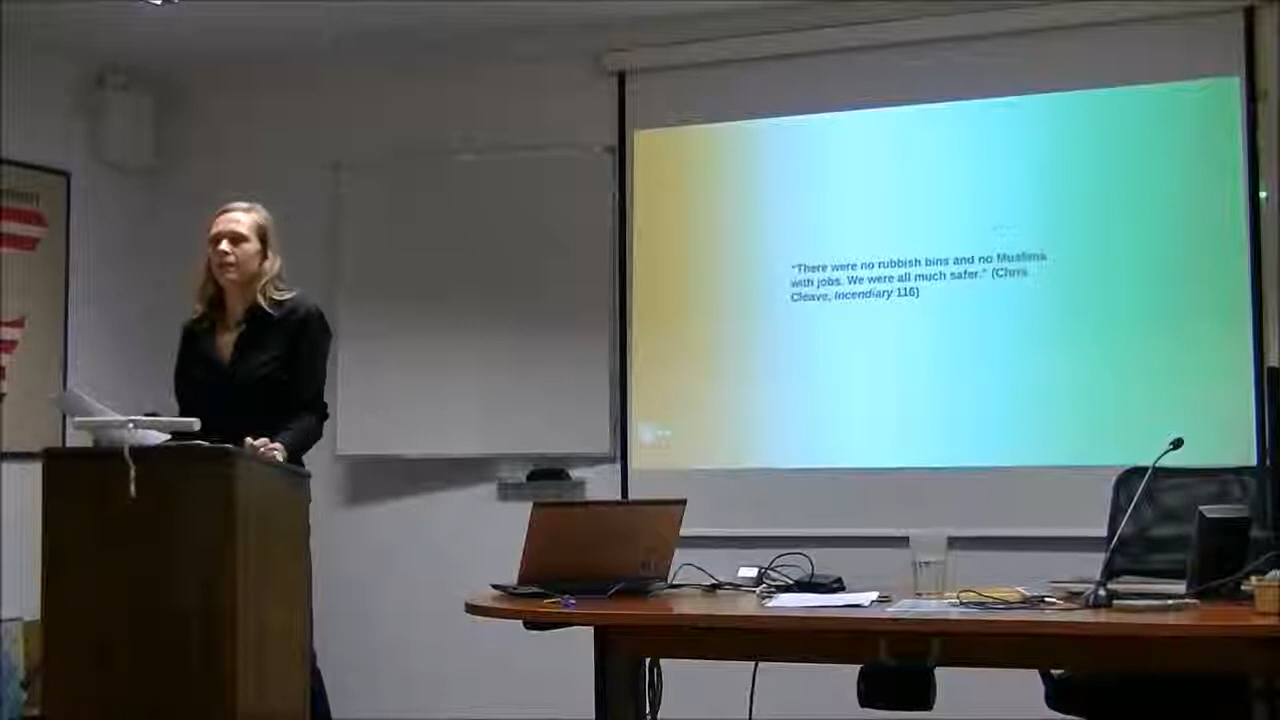 "There were no rubbish bins and no Muslims
with jobs. We were all much safer." (Chris
Cleave, Incendiary 116)